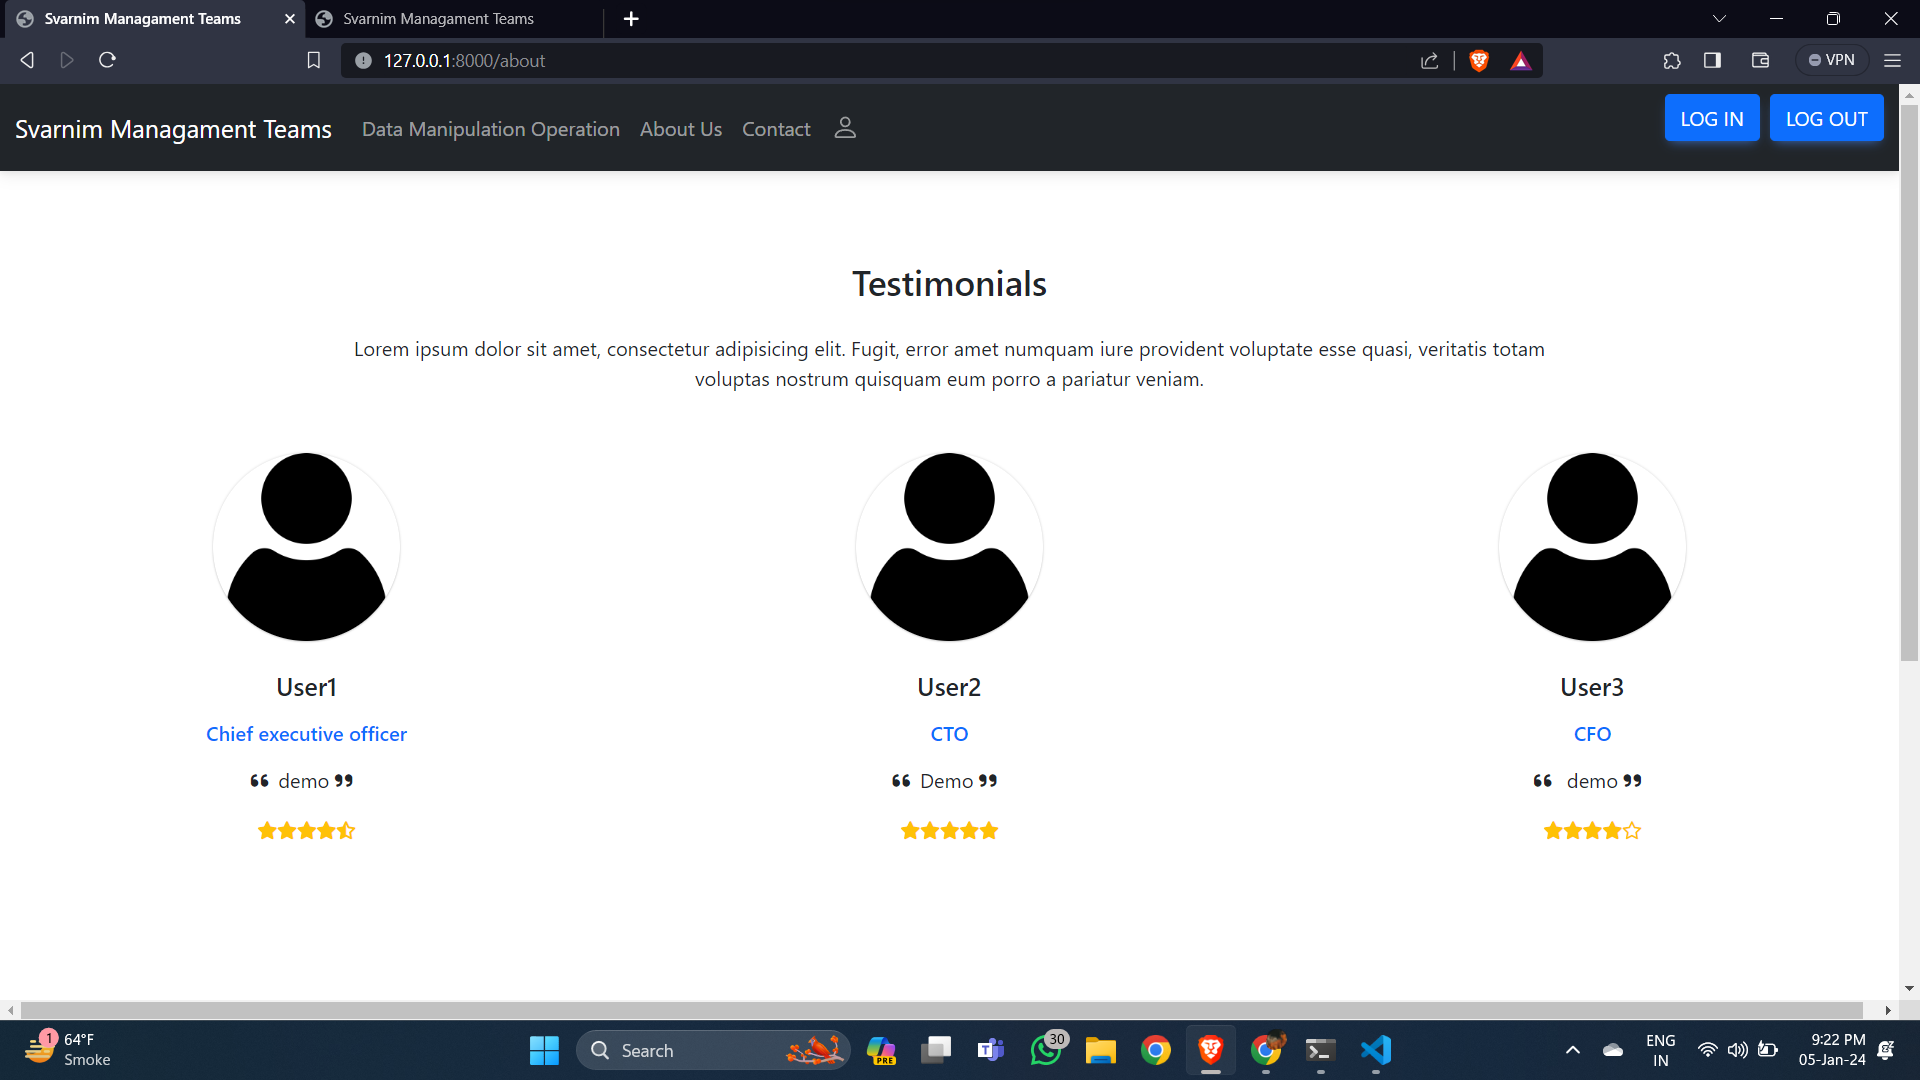 Svarnim Managament Teams
Svarnim Managament Teams
127.0.0.1:8000/about
VPN
Svarnim Managament Teams
Data Manipulation Operation
About Us
Contact
LOG IN
LOG OUT
Testimonials
Lorem ipsum dolor sit amet, consectetur adipisicing elit. Fugit, error amet numquam iure provident voluptate esse quasi, veritatis totam
voluptas nostrum quisquam eum porro a pariatur veniam.
User1
Chief executive officer
❝ demo ❞
User2
CTO
❝ Demo ❞
User3
CFO
❝ demo ❞
1
64°F
Smoke
Search
PRE
30
ENG
IN
9:22 PM
05-Jan-24